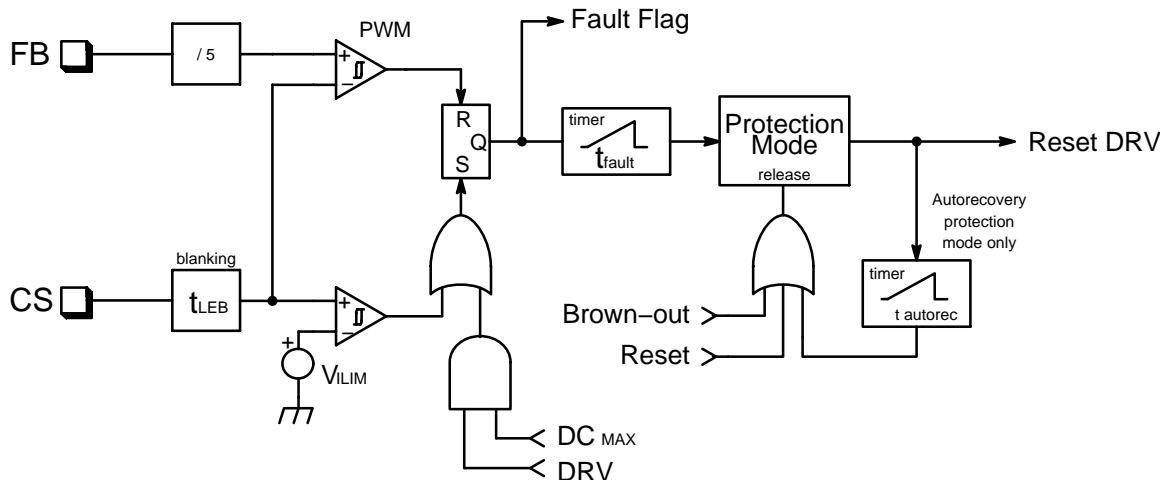 Fault Flag
FB
/ 5
PWM
+
−
R
Q
S
timer
tfault
Protection
Mode
release
Reset DRV
Autorecovery
protection
mode only
blanking
CS
tLEB
+
−
+
VILIM
timer
t autorec
Brown−out
Reset
DC MAX
DRV